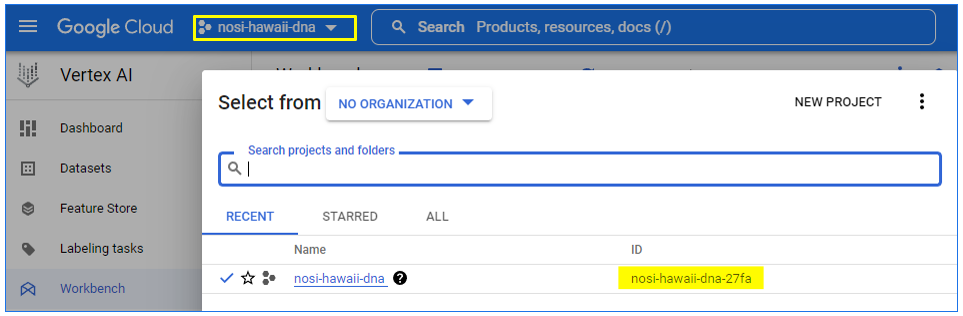 Google Cloud nosi-hawaii-dna Search Products, resources, docs (/)
Vertex AI
Select from NO ORGANIZATION NEW PROJECT
Dashboard
Search projects and folders
Datasets
Feature Store
RECENT STARRED ALL
Labeling tasks
Name ID
Workbench
nosi-hawaii-dna ? nosi-hawaii-dna-27fa